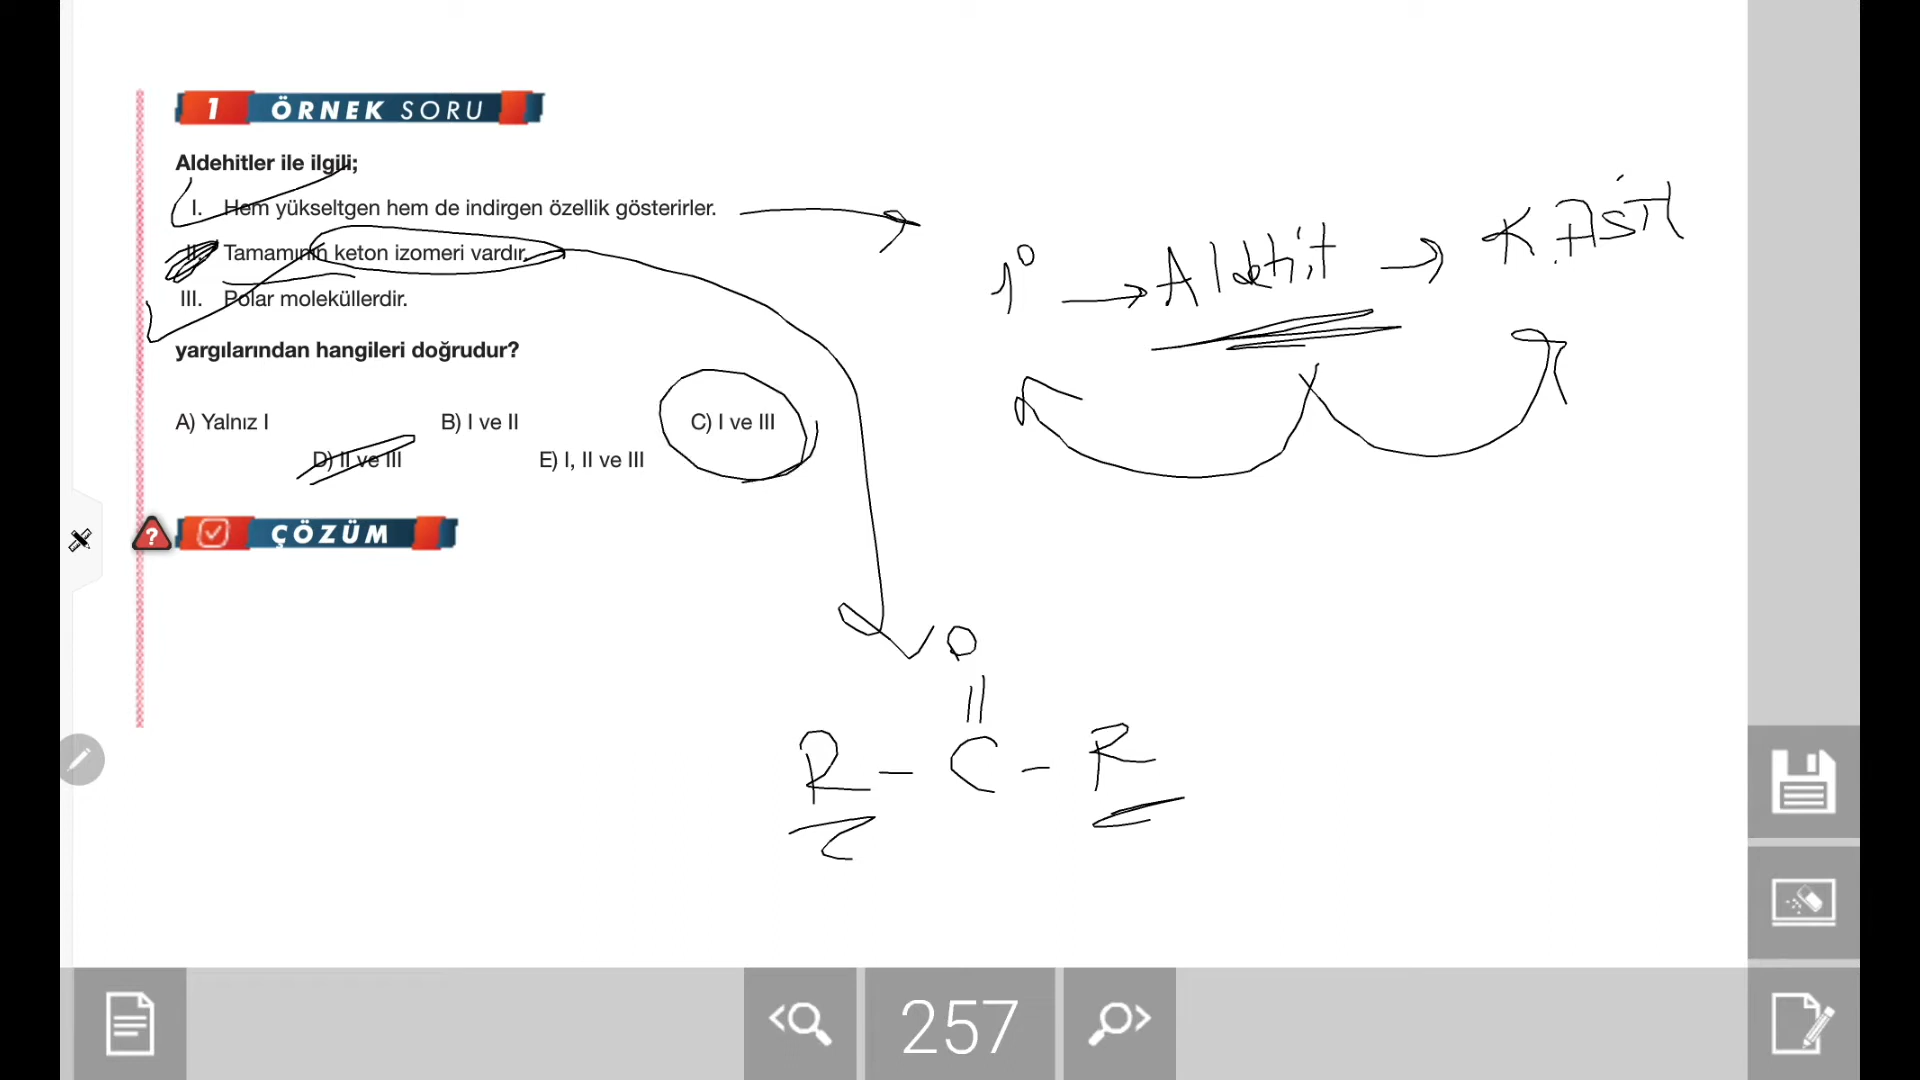 1 ÖRNEK SORU
Aldehitler ile ilgili;
I. Hem yükseltgen hem de indirgen özellik gösterirler.
II. Tamamının keton izomeri vardır.
III. Polar moleküllerdir.
yargılarından hangileri doğrudur?
A) Yalnız I B) I ve II C) I ve III
D) II ve III E) I, II ve III
? ÇÖZÜM
1° → Aldehit → K. Asit
O
||
R - C - R
< 257 >